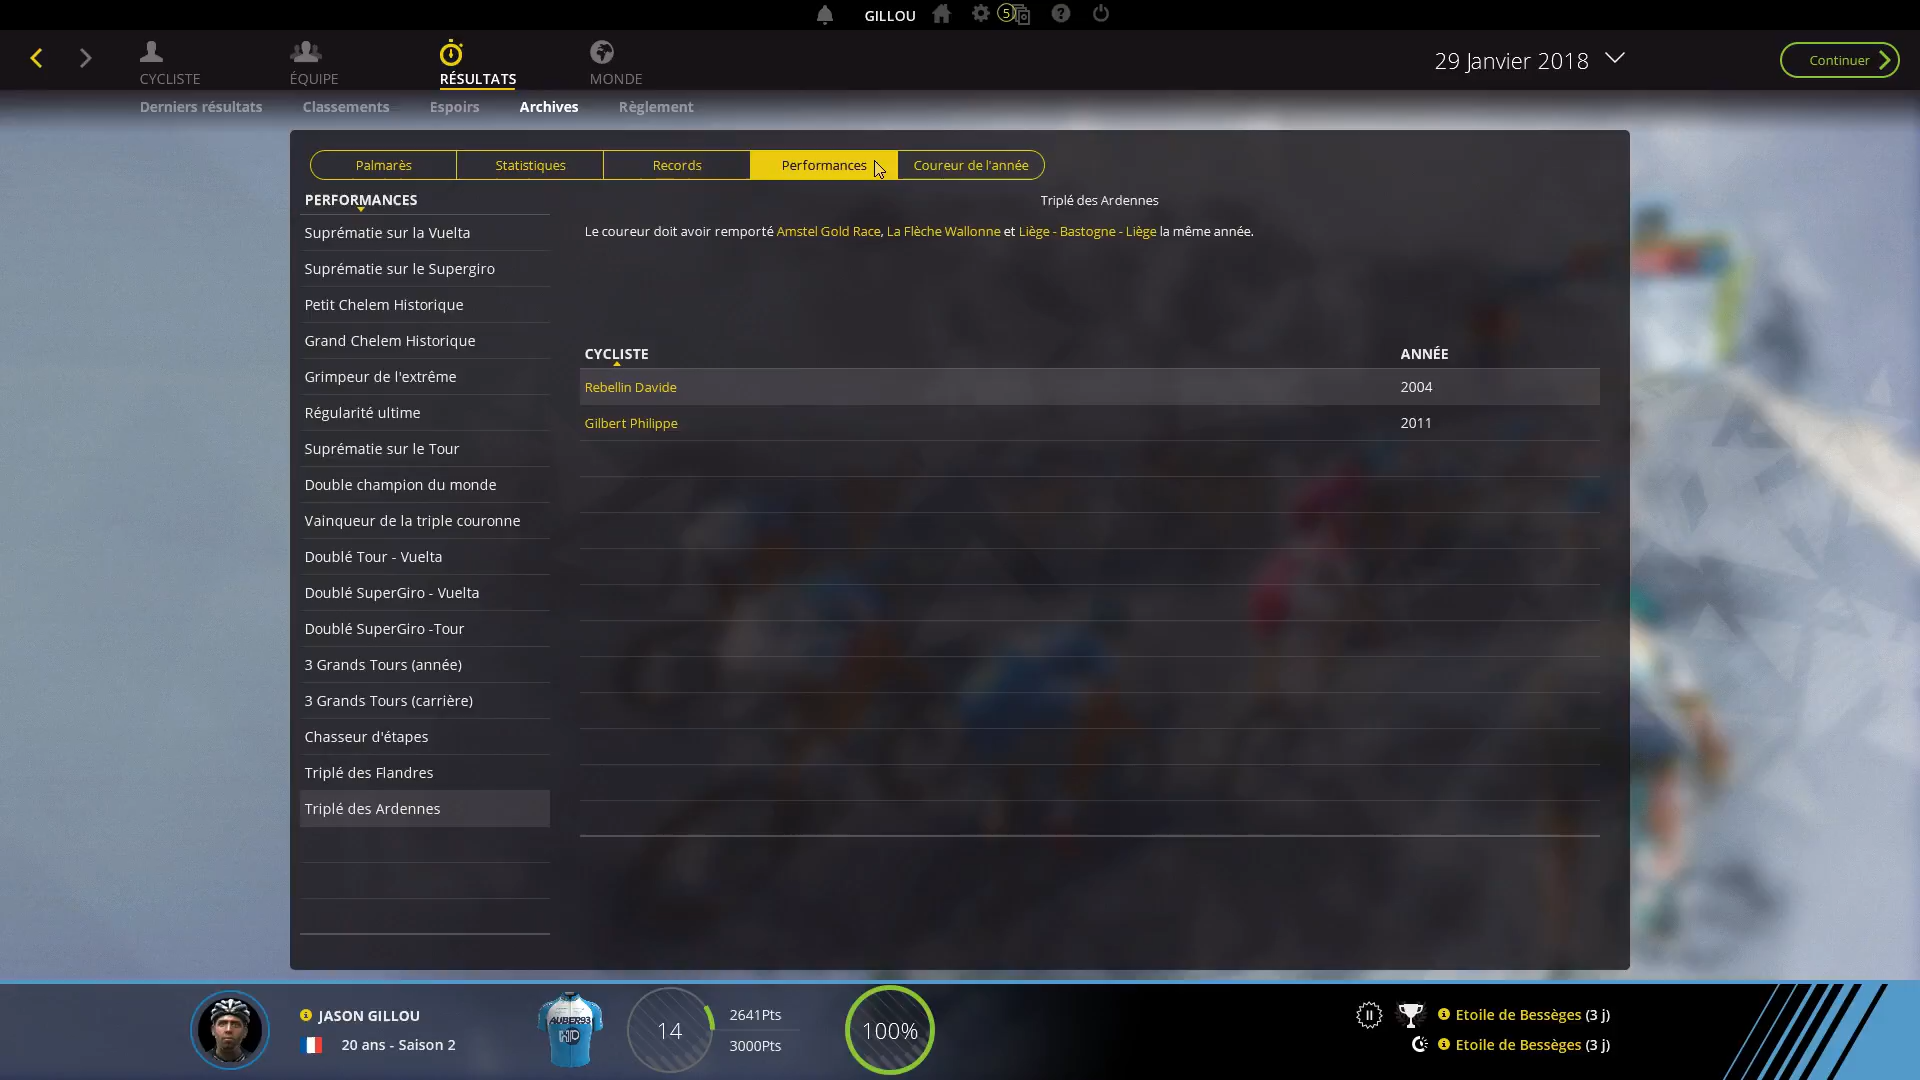 GILLOU
5
CYCLISTE
ÉQUIPE
RÉSULTATS
MONDE
29 Janvier 2018
Continuer
Derniers résultats
Classements
Espoirs
Archives
Règlement
Palmarès
Statistiques
Records
Performances
Coureur de l'année
PERFORMANCES
Suprématie sur la Vuelta
Suprématie sur le Supergiro
Petit Chelem Historique
Grand Chelem Historique
Grimpeur de l'extrême
Régularité ultime
Suprématie sur le Tour
Double champion du monde
Vainqueur de la triple couronne
Doublé Tour - Vuelta
Doublé SuperGiro - Vuelta
Doublé SuperGiro -Tour
3 Grands Tours (année)
3 Grands Tours (carrière)
Chasseur d'étapes
Triplé des Flandres
Triplé des Ardennes
Triplé des Ardennes
Le coureur doit avoir remporté Amstel Gold Race, La Flèche Wallonne et Liège - Bastogne - Liège la même année.
CYCLISTE ANNÉE
Rebellin Davide 2004
Gilbert Philippe 2011
JASON GILLOU
20 ans - Saison 2
AUBER93
HP
14
2641Pts
3000Pts
100%
Etoile de Bessèges (3 j)
Etoile de Bessèges (3 j)